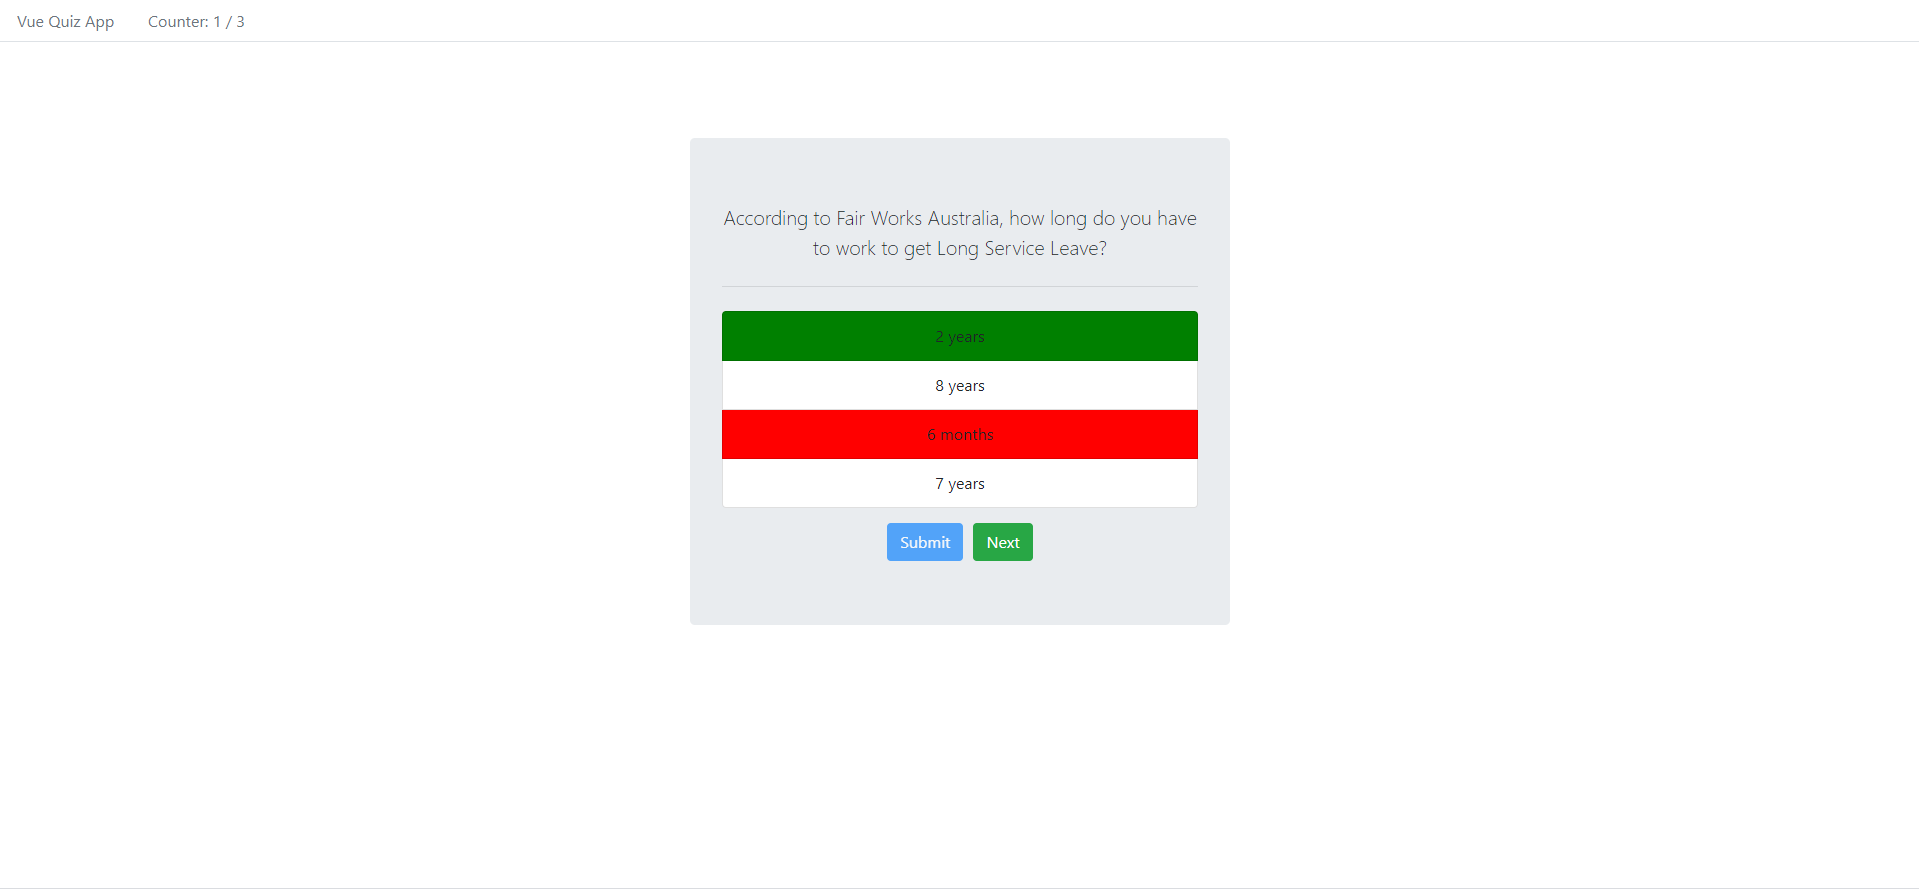 Vue Quiz App Counter: 1 / 3
According to Fair Works Australia, how long do you have
to work to get Long Service Leave?
2 years
8 years
6 months
7 years
Submit Next